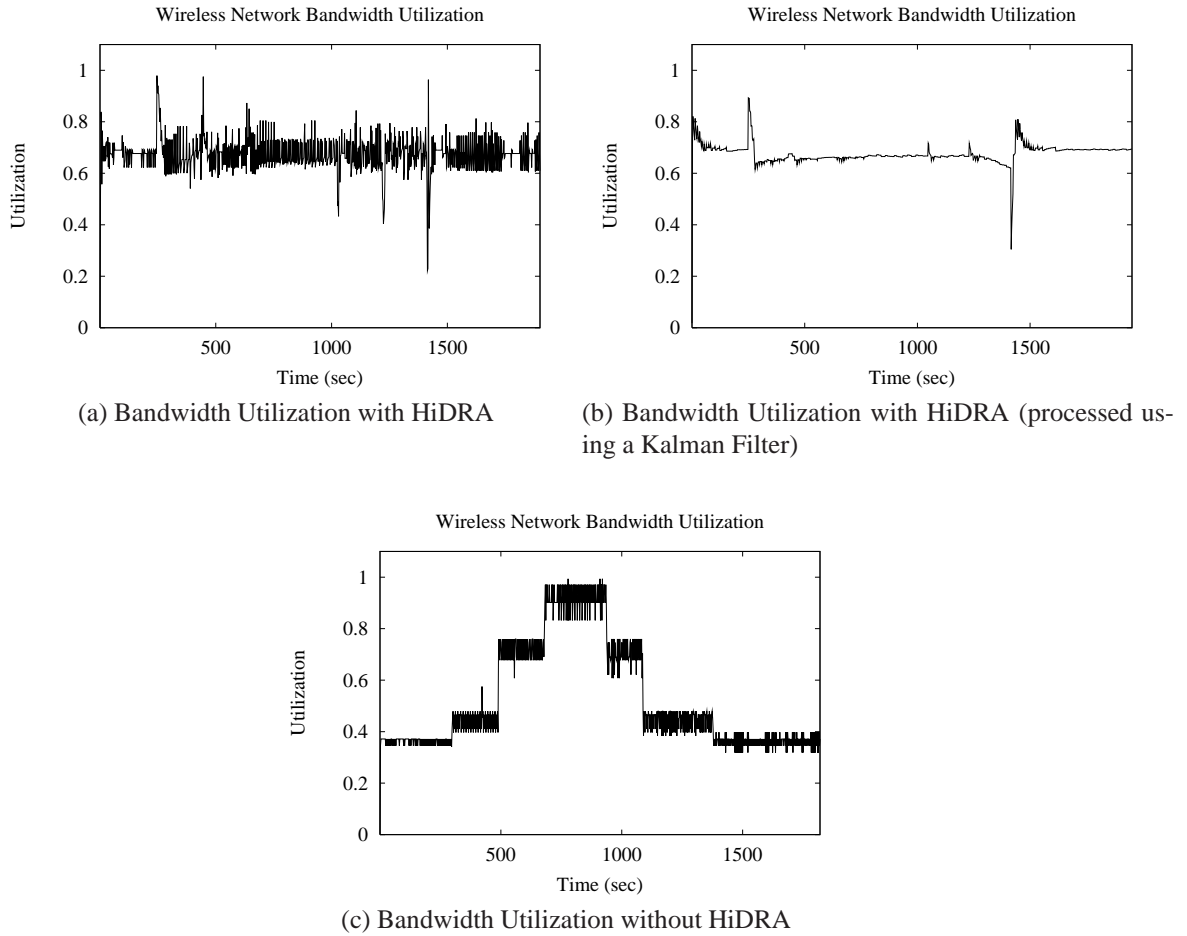 Wireless Network Bandwidth Utilization
1
0.8
0.6
0.4
0.2
0
Utilization
500 1000 1500
Time (sec)
(a) Bandwidth Utilization with HiDRA
Wireless Network Bandwidth Utilization
1
0.8
0.6
0.4
0.2
0
Utilization
500 1000 1500
Time (sec)
(b) Bandwidth Utilization with HiDRA (processed us-
ing a Kalman Filter)
Wireless Network Bandwidth Utilization
1
0.8
0.6
0.4
0.2
0
Utilization
500 1000 1500
Time (sec)
(c) Bandwidth Utilization without HiDRA